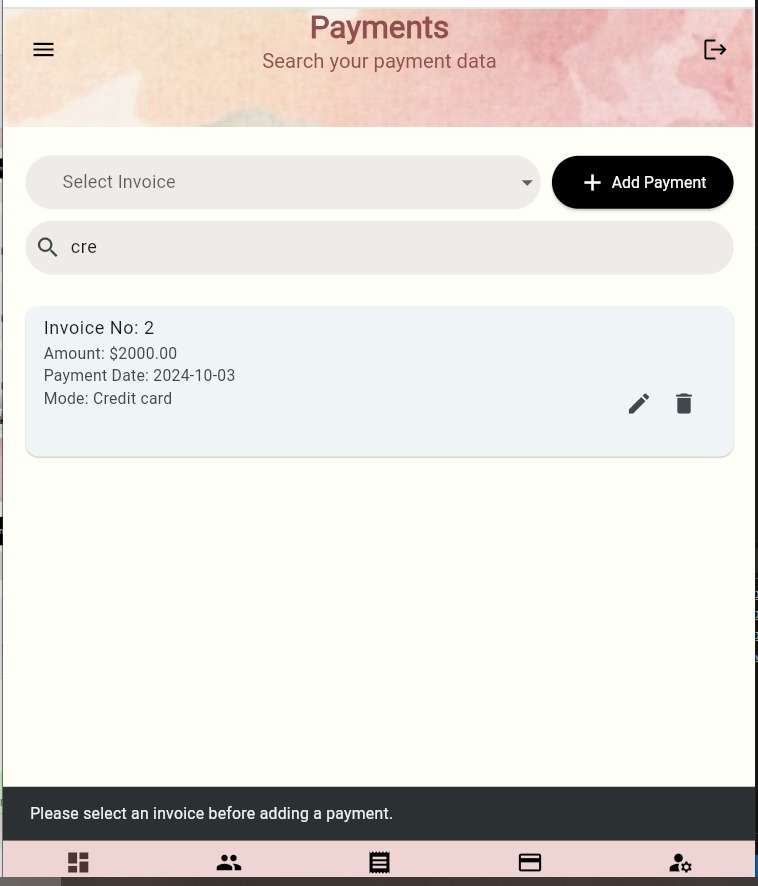 Payments
Search your payment data
Select Invoice
Add Payment
cre
Invoice No: 2
Amount: $2000.00
Payment Date: 2024-10-03
Mode: Credit card
Please select an invoice before adding a payment.